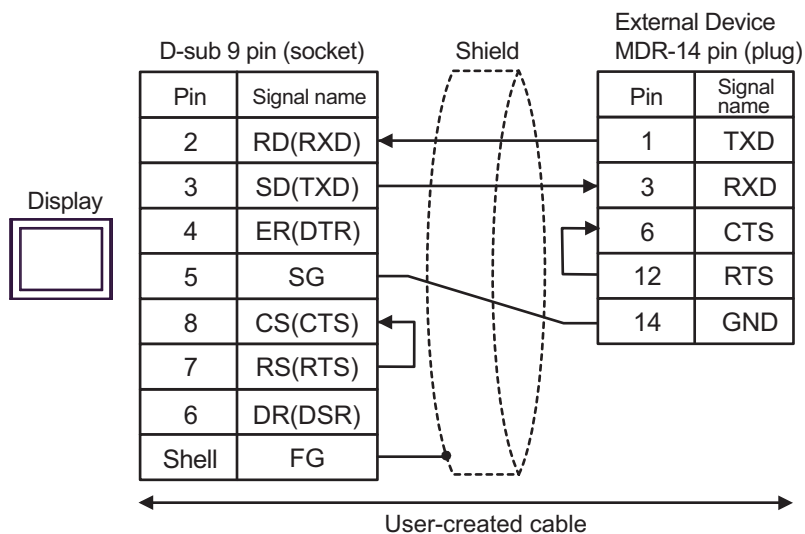 External Device
D-sub 9 pin (socket) Shield MDR-14 pin (plug)
Pin Signal name Pin Signal name
2 RD(RXD) 1 TXD
3 SD(TXD) 3 RXD
Display
4 ER(DTR) 6 CTS
5 SG 12 RTS
8 CS(CTS) 14 GND
7 RS(RTS)
6 DR(DSR)
Shell FG
User-created cable